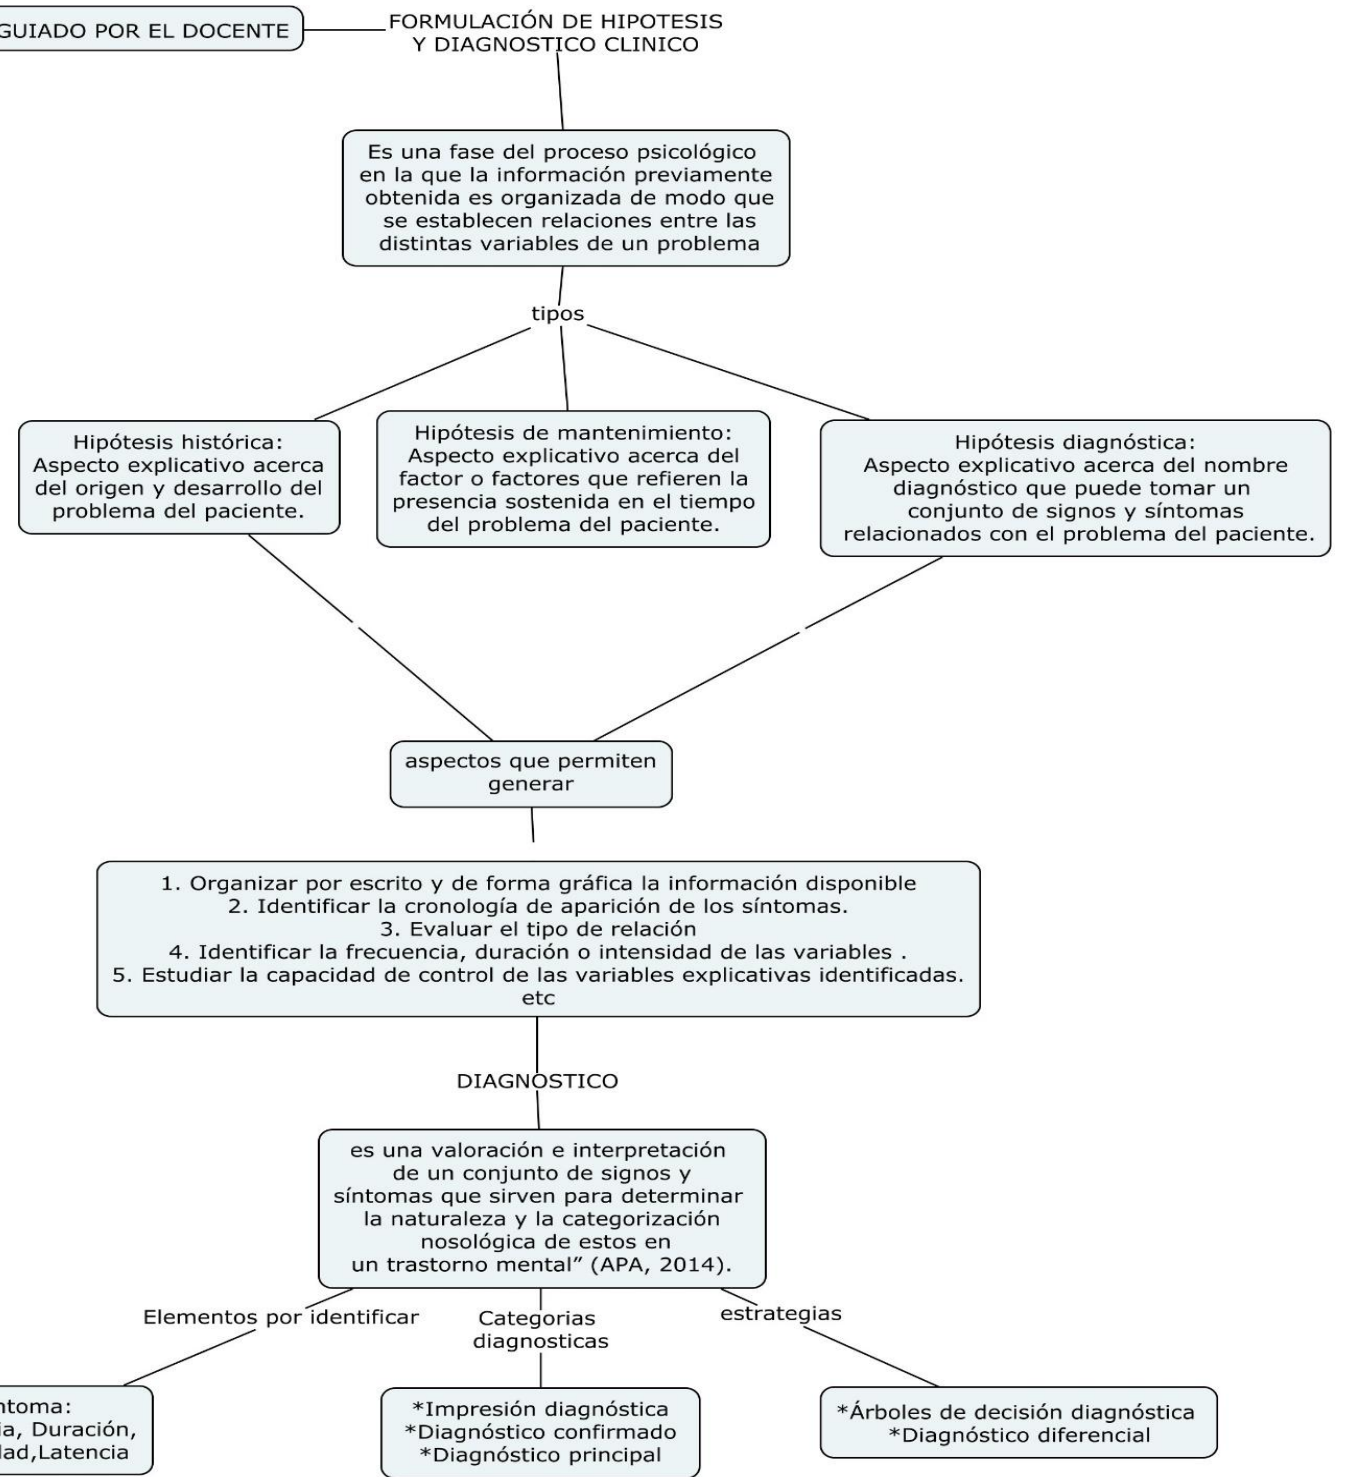 GUIADO POR EL DOCENTE
FORMULACIÓN DE HIPOTESIS
Y DIAGNOSTICO CLINICO
Es una fase del proceso psicológico
en la que la información previamente
obtenida es organizada de modo que
se establecen relaciones entre las
distintas variables de un problema
tipos
Hipótesis histórica:
Aspecto explicativo acerca
del origen y desarrollo del
problema del paciente.
Hipótesis de mantenimiento:
Aspecto explicativo acerca del
factor o factores que refieren la
presencia sostenida en el tiempo
del problema del paciente.
Hipótesis diagnóstica:
Aspecto explicativo acerca del nombre
diagnóstico que puede tomar un
conjunto de signos y síntomas
relacionados con el problema del paciente.
aspectos que permiten
generar
1. Organizar por escrito y de forma gráfica la información disponible
2. Identificar la cronología de aparición de los síntomas.
3. Evaluar el tipo de relación
4. Identificar la frecuencia, duración o intensidad de las variables .
5. Estudiar la capacidad de control de las variables explicativas identificadas.
etc
DIAGNOSTICO
es una valoración e interpretación
de un conjunto de signos y
síntomas que sirven para determinar
la naturaleza y la categorización
nosológica de estos en
un trastorno mental” (APA, 2014).
Elementos por identificar
Categorias
diagnosticas
estrategias
ntoma:
ia, Duración,
dad,Latencia
*Impresión diagnóstica
*Diagnóstico confirmado
*Diagnóstico principal
*Árboles de decisión diagnóstica
*Diagnóstico diferencial